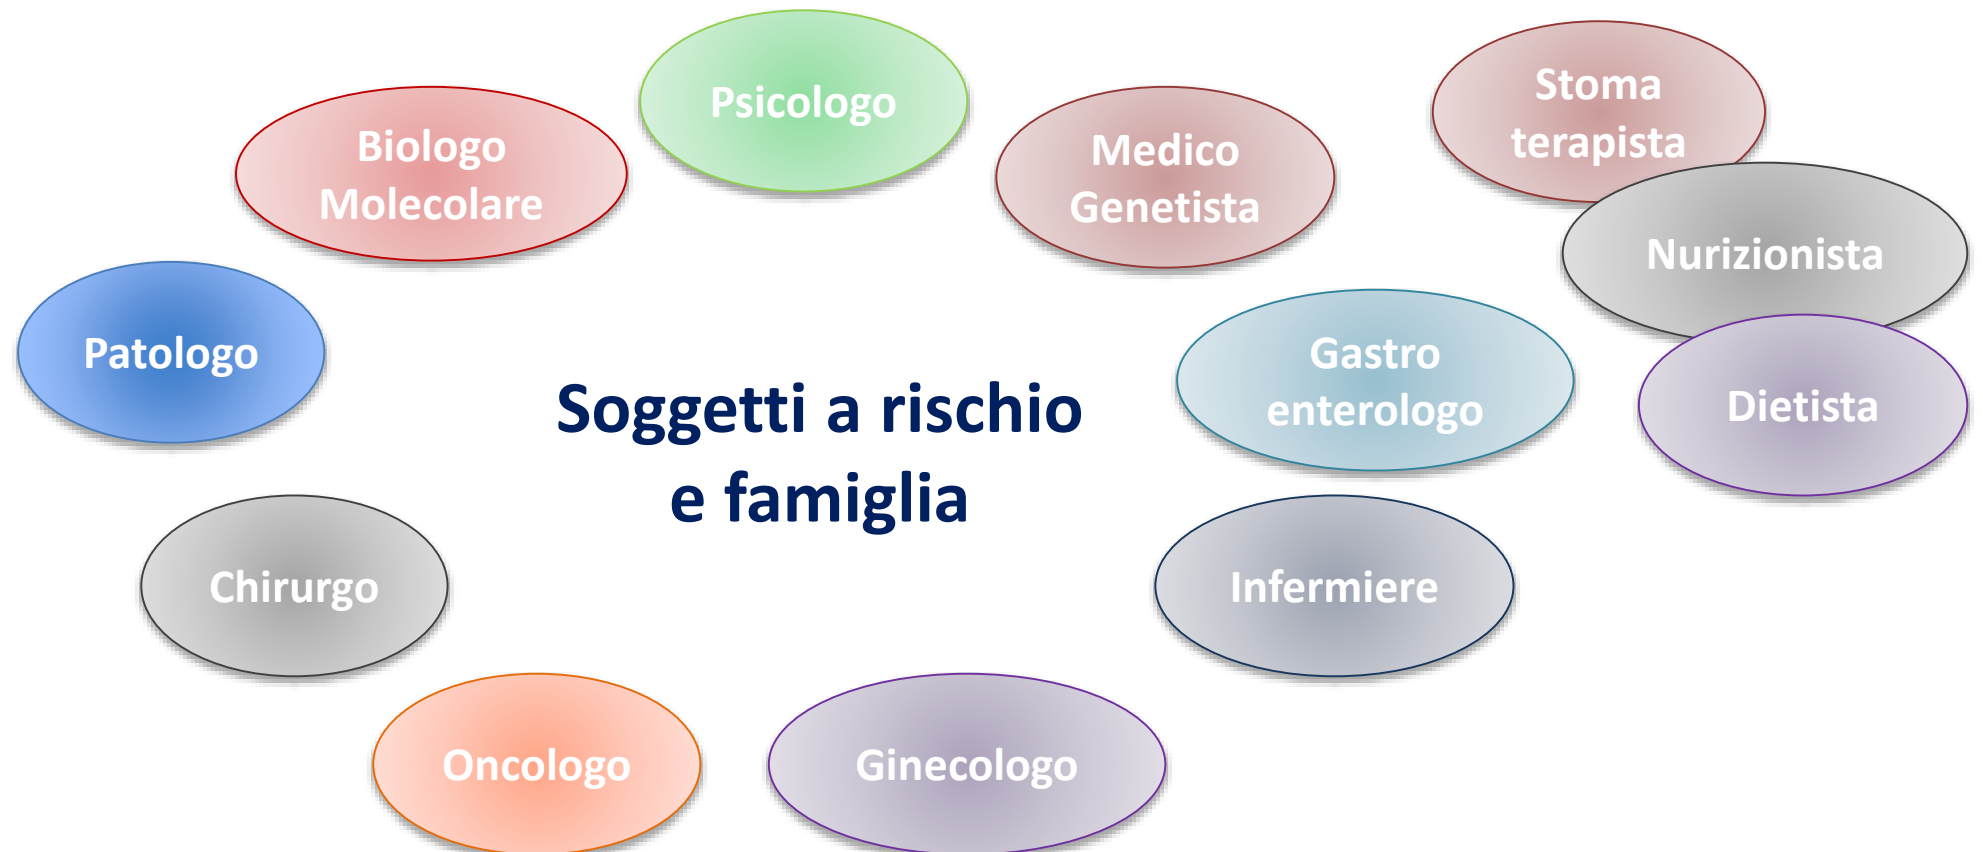 Psicologo
Stoma
terapista
Biologo
Molecolare
Medico
Genetista
Nurizionista
Patologo
Gastro
enterologo
Dietista
Soggetti a rischio
e famiglia
Chirurgo
Infermiere
Oncologo
Ginecologo